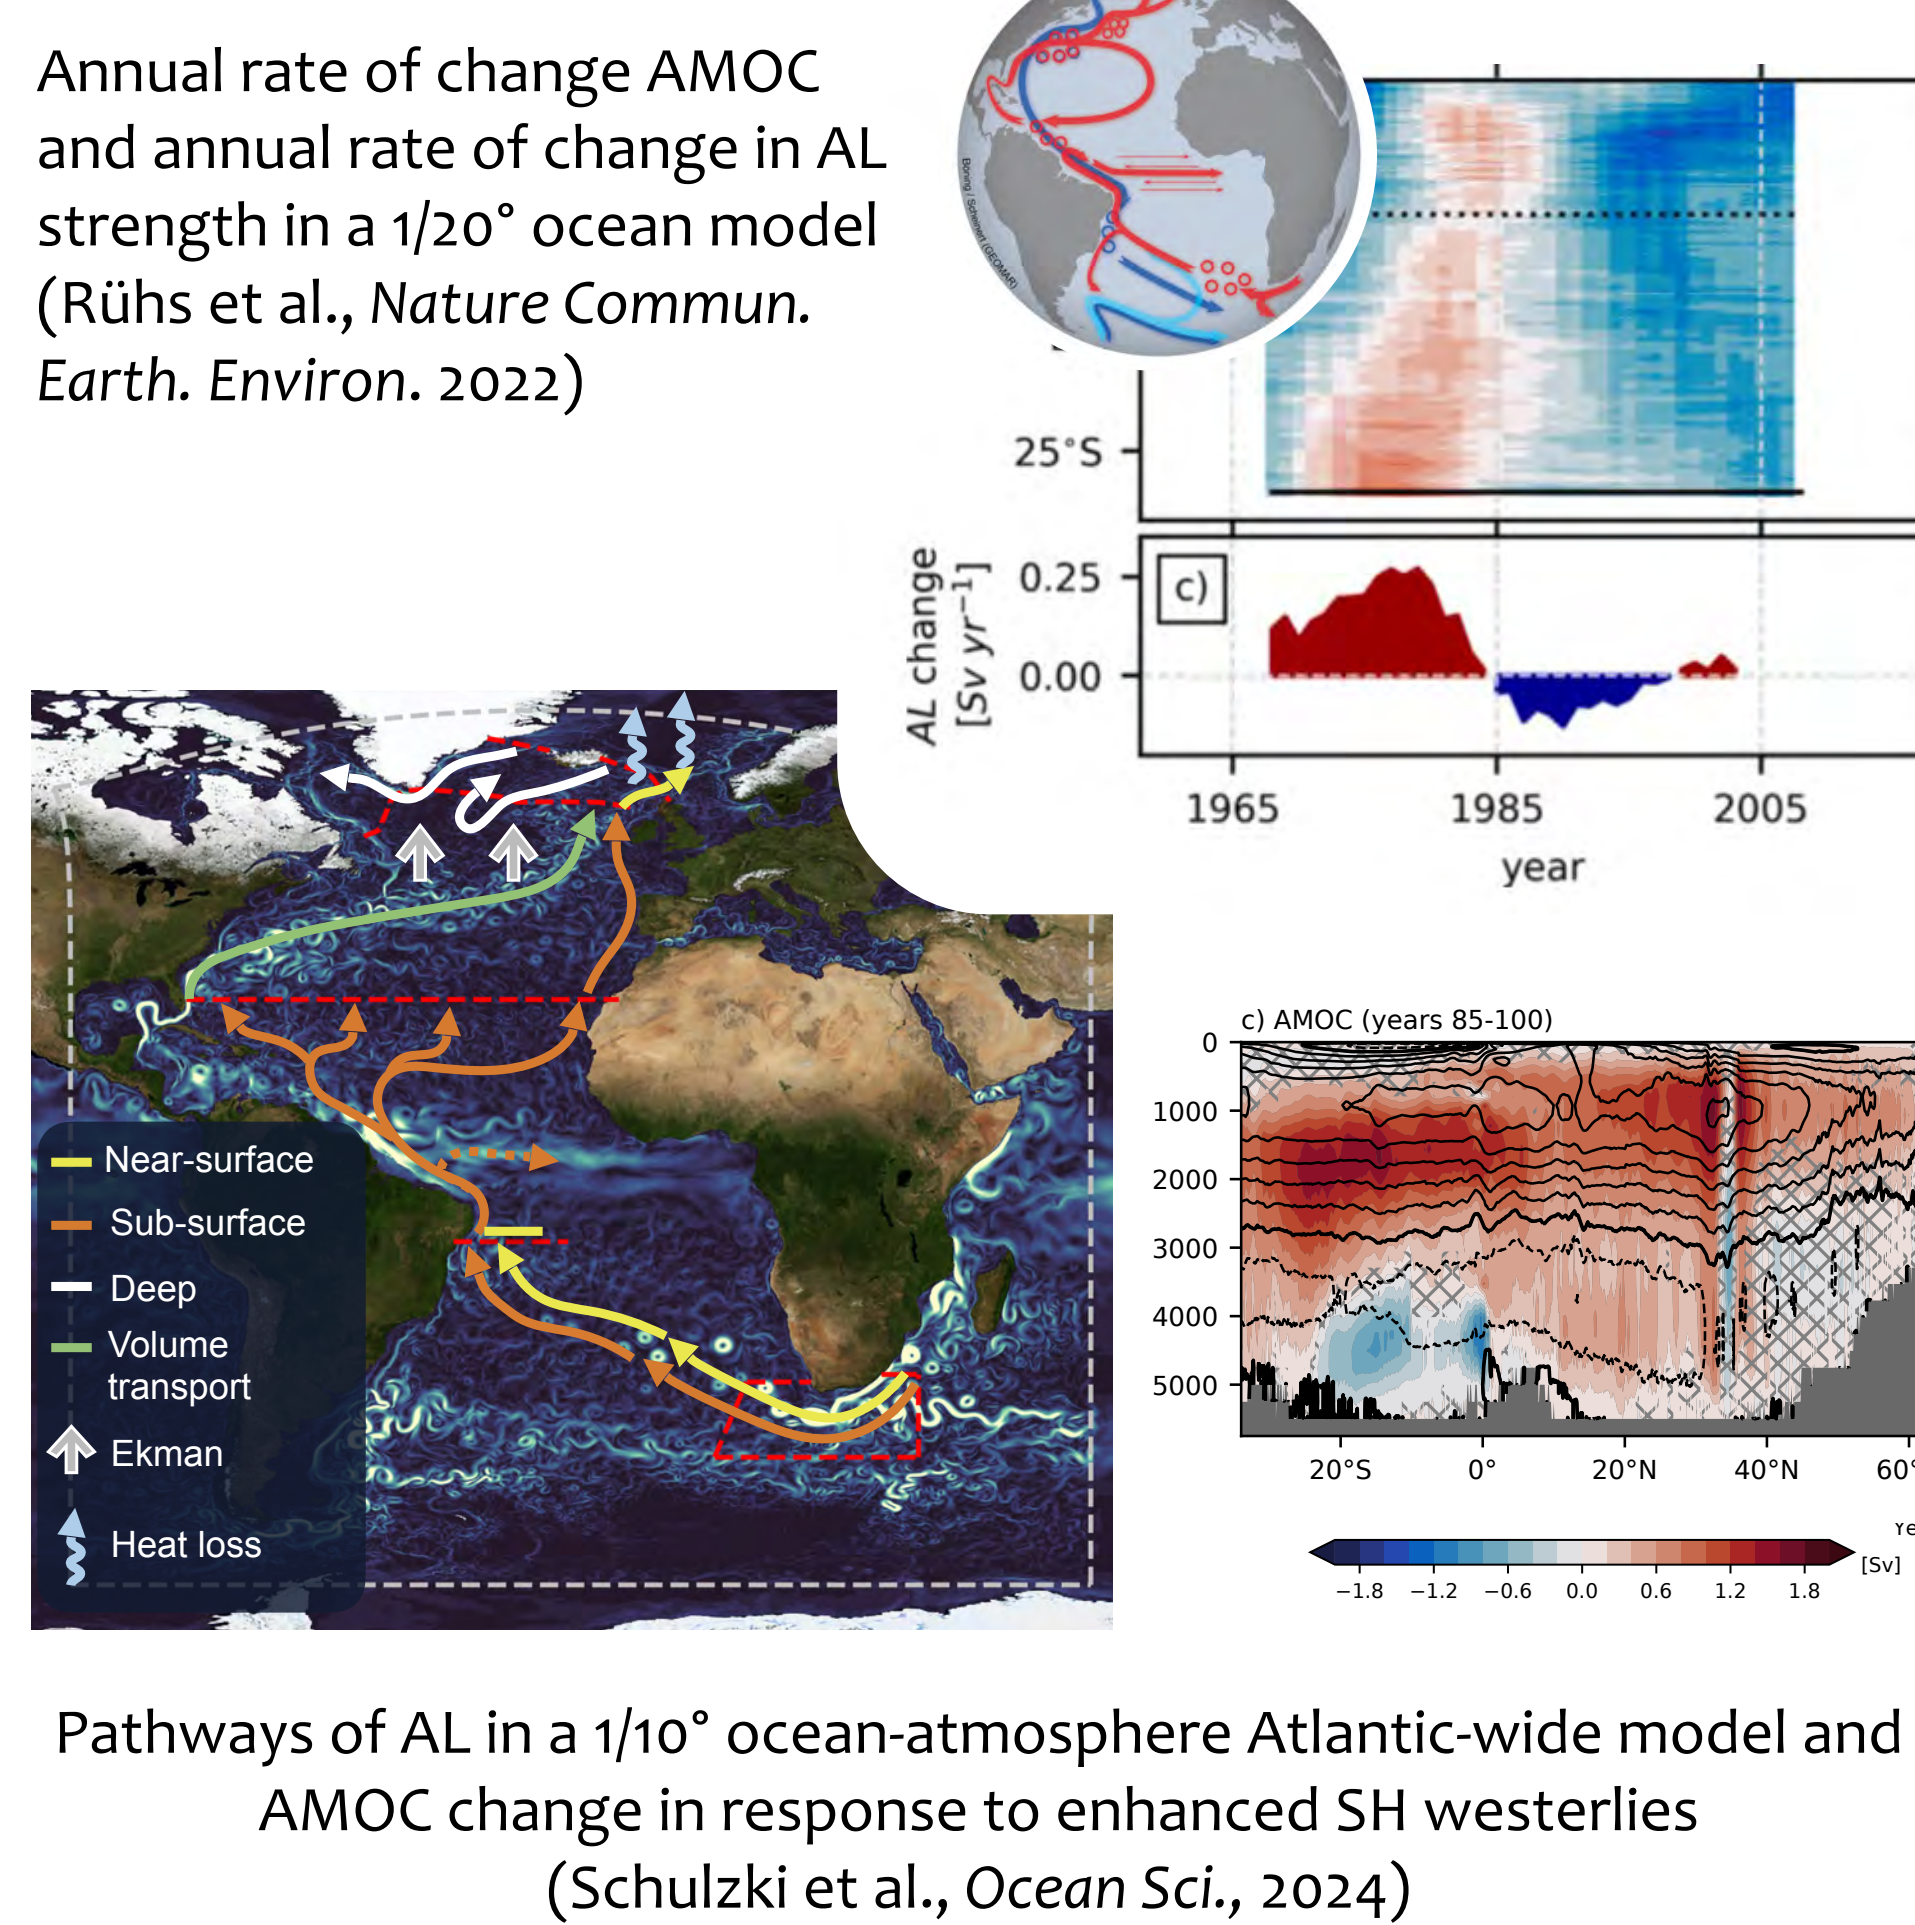 Annual rate of change AMOC
and annual rate of change in AL
strength in a 1/20° ocean model
(Rühs et al., Nature Commun.
Earth. Environ. 2022)
Böning / Scheinert (GEOMAR)
25°S
AL change
[Sv yr⁻¹]
0.25
0.00
c)
1965 1985 2005
year
Near-surface
Sub-surface
Deep
Volume
transport
Ekman
Heat loss
c) AMOC (years 85-100)
0
1000
2000
3000
4000
5000
20°S 0° 20°N 40°N 60°
Ye
[Sv]
−1.8 −1.2 −0.6 0.0 0.6 1.2 1.8
Pathways of AL in a 1/10° ocean-atmosphere Atlantic-wide model and
AMOC change in response to enhanced SH westerlies
(Schulzki et al., Ocean Sci., 2024)